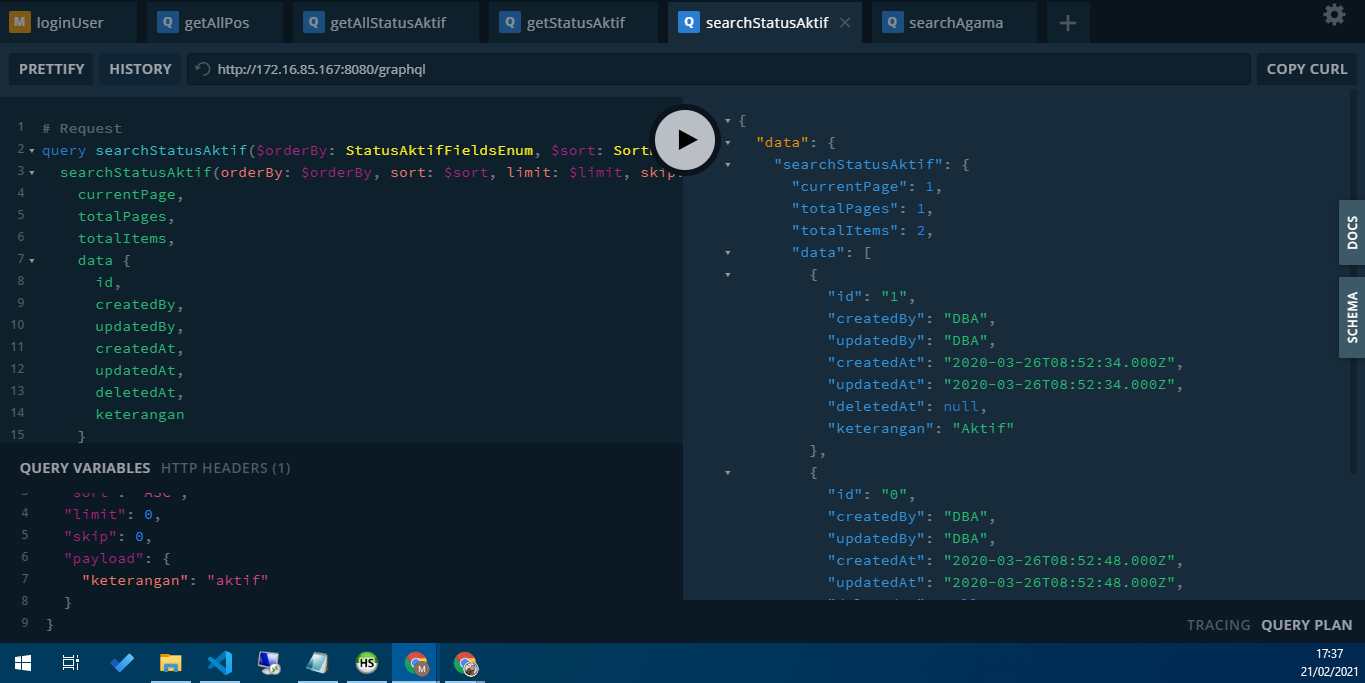 M loginUser
Q getAllPos
Q getAllStatusAktif
Q getStatusAktif
Q searchStatusAktif ×
Q searchAgama
+
PRETTIFY
HISTORY
http://172.16.85.167:8080/graphql
COPY CURL
1 # Request
2 query searchStatusAktif($orderBy: StatusAktifFieldsEnum, $sort:
3 searchStatusAktif(orderBy: $orderBy, sort: $sort, limit: $limit, skip:
4 currentPage,
5 totalPages,
6 totalItems,
7 data {
8 id,
9 createdBy,
10 updatedBy,
11 createdAt,
12 updatedAt,
13 deletedAt,
14 keterangan
15 }
QUERY VARIABLES
HTTP HEADERS (1)
"sort": "ASC",
4 "limit": 0,
5 "skip": 0,
6 "payload": {
7 "keterangan": "aktif"
8 }
9 }
{
"data": {
"searchStatusAktif": {
"currentPage": 1,
"totalPages": 1,
"totalItems": 2,
"data": [
{
"id": "1",
"createdBy": "DBA",
"updatedBy": "DBA",
"createdAt": "2020-03-26T08:52:34.000Z",
"updatedAt": "2020-03-26T08:52:34.000Z",
"deletedAt": null,
"keterangan": "Aktif"
},
{
"id": "0",
"createdBy": "DBA",
"updatedBy": "DBA",
"createdAt": "2020-03-26T08:52:48.000Z",
"updatedAt": "2020-03-26T08:52:48.000Z",
DOCS
SCHEMA
TRACING
QUERY PLAN
HS
M
17:37
21/02/2021